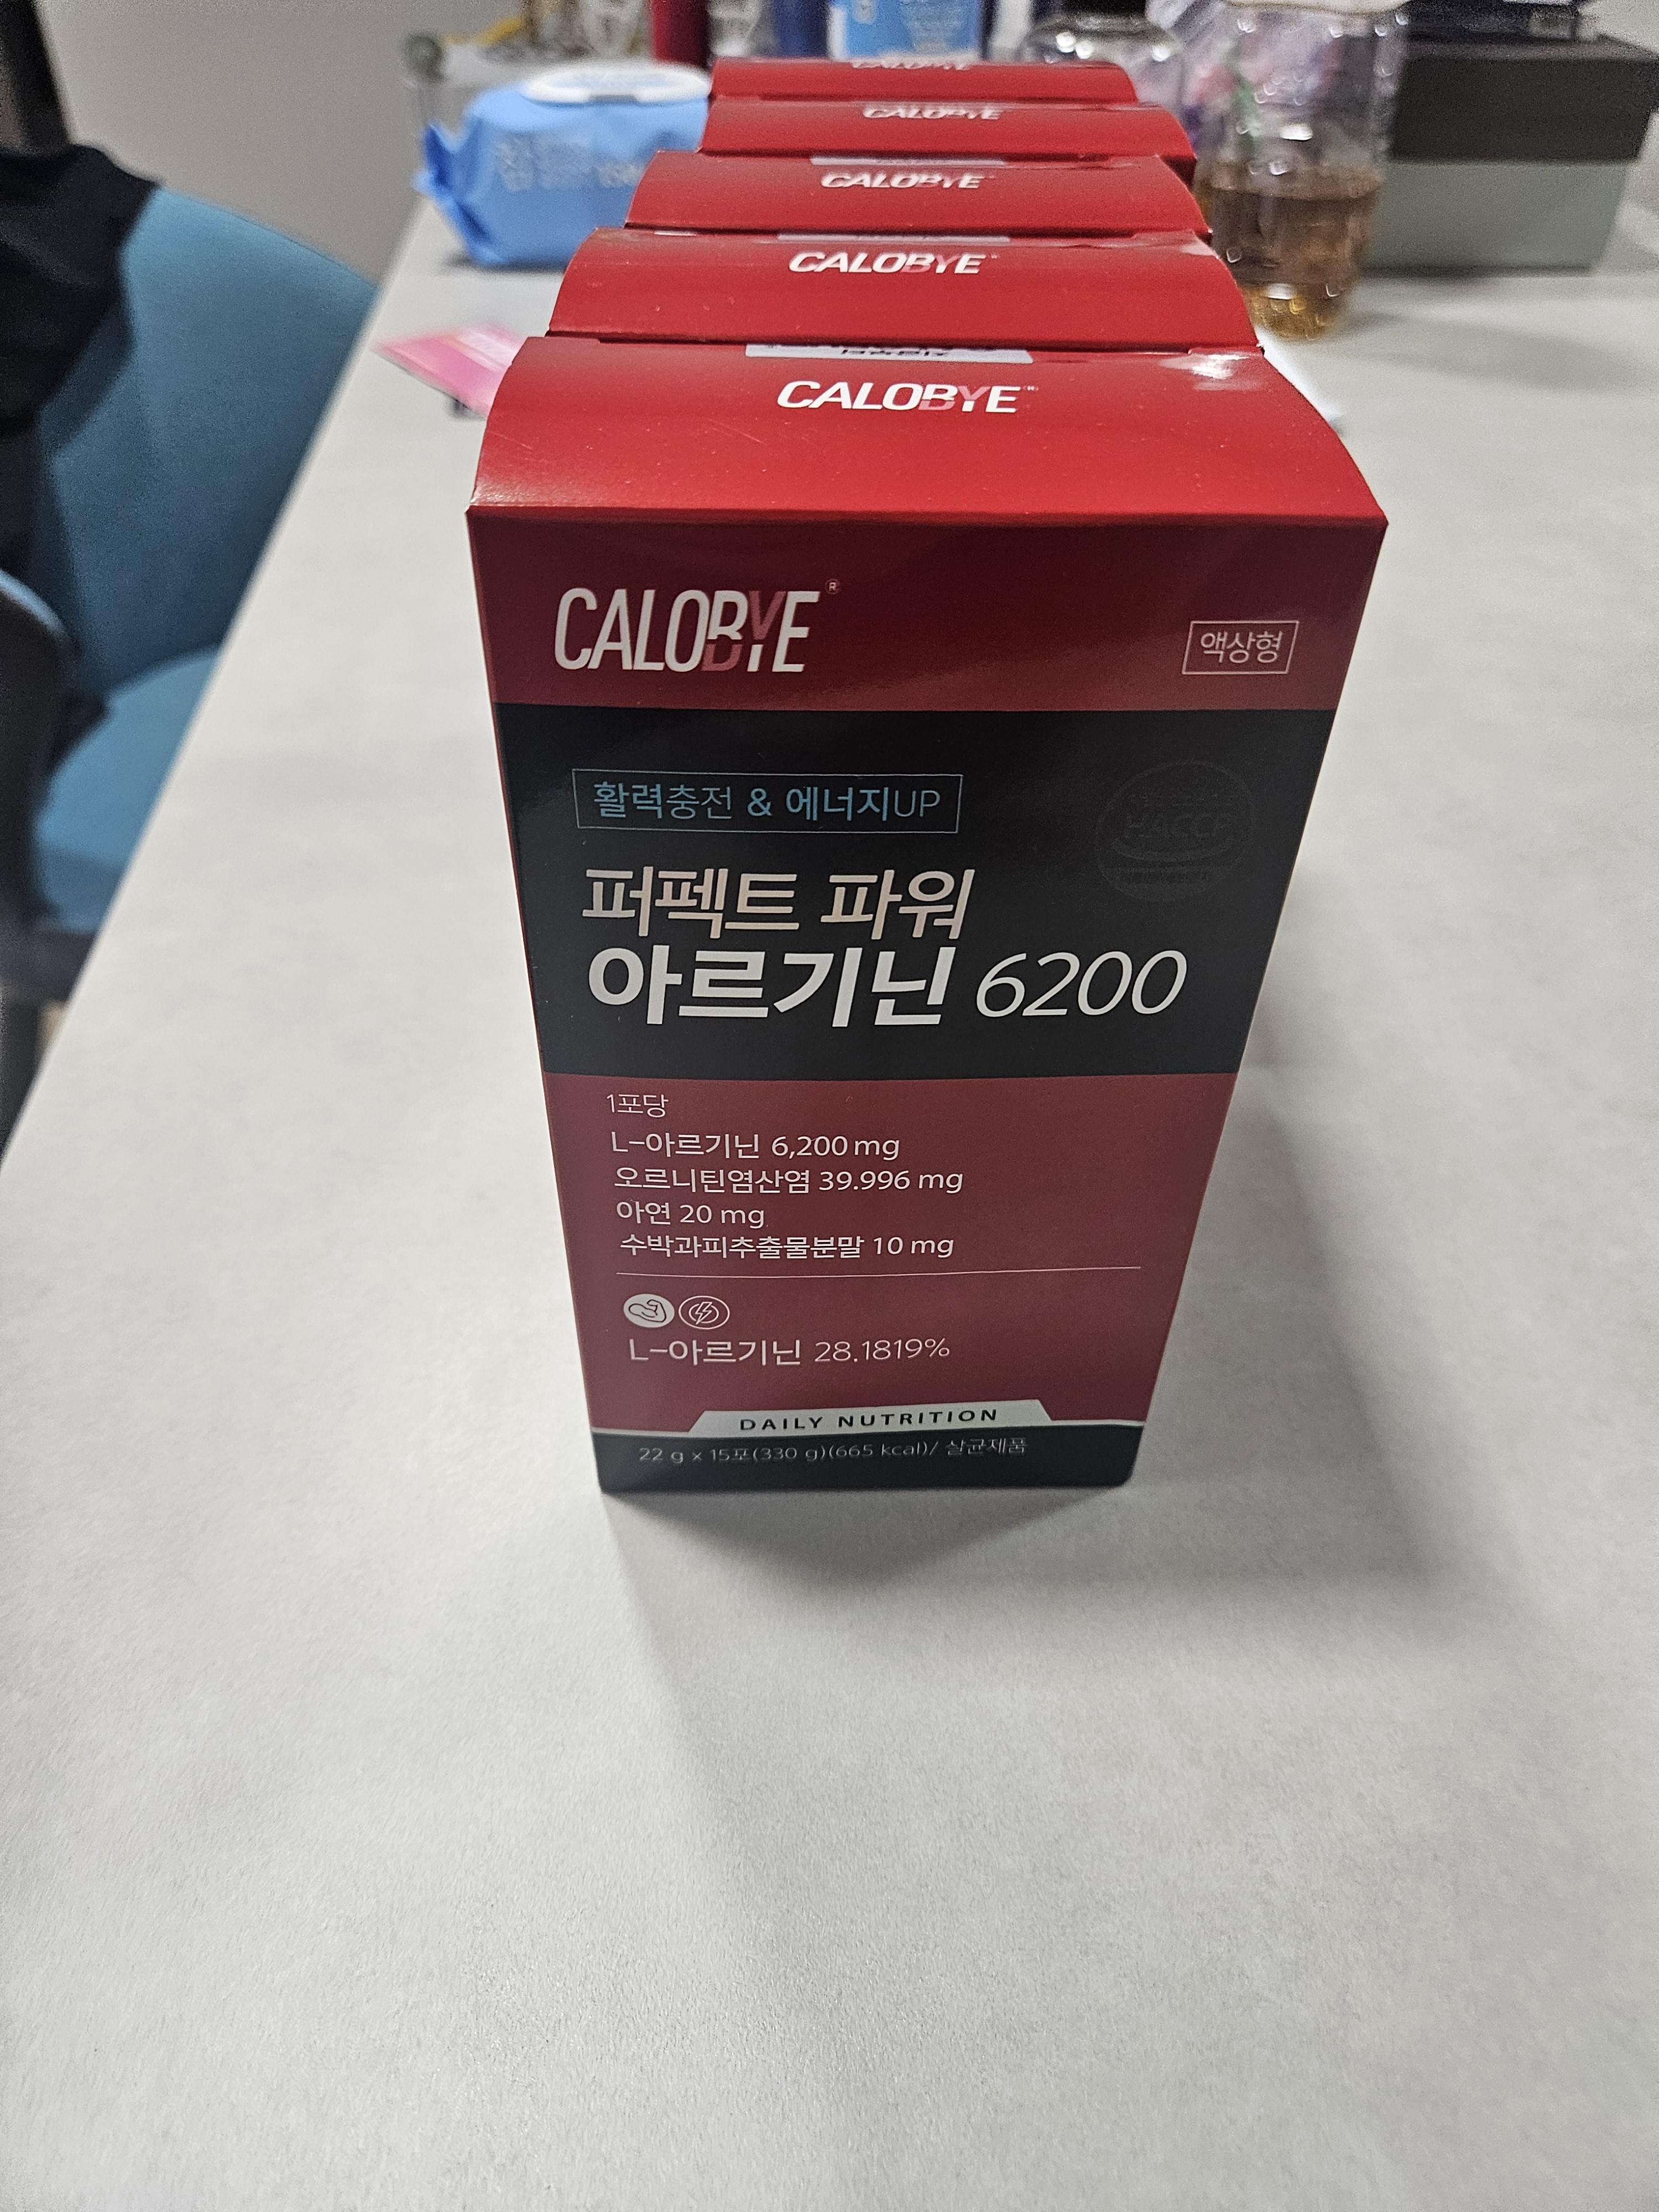 CALOBYE
CALOBYE
CALOBYE
CALOBYE
CALOBYE™
CALOBYE®
액상형
활력충전 & 에너지UP
HACCP
퍼펙트 파워
아르기닌 6200
1포당
L-아르기닌 6,200 mg
오르니틴염산염 39.996 mg
아연 20 mg
수박과피추출물분말 10 mg
L-아르기닌 28.1819%
DAILY NUTRITION
22 g x 15포(330 g)(665 kcal)/ 살균제품